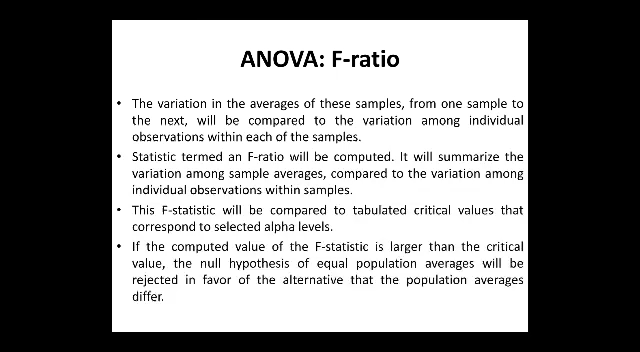 ANOVA: F-ratio
• The variation in the averages of these samples, from one sample to
the next, will be compared to the variation among individual
observations within each of the samples.
• Statistic termed an F-ratio will be computed. It will summarize the
variation among sample averages, compared to the variation among
individual observations within samples.
• This F-statistic will be compared to tabulated critical values that
correspond to selected alpha levels.
• If the computed value of the F-statistic is larger than the critical
value, the null hypothesis of equal population averages will be
rejected in favor of the alternative that the population averages
differ.